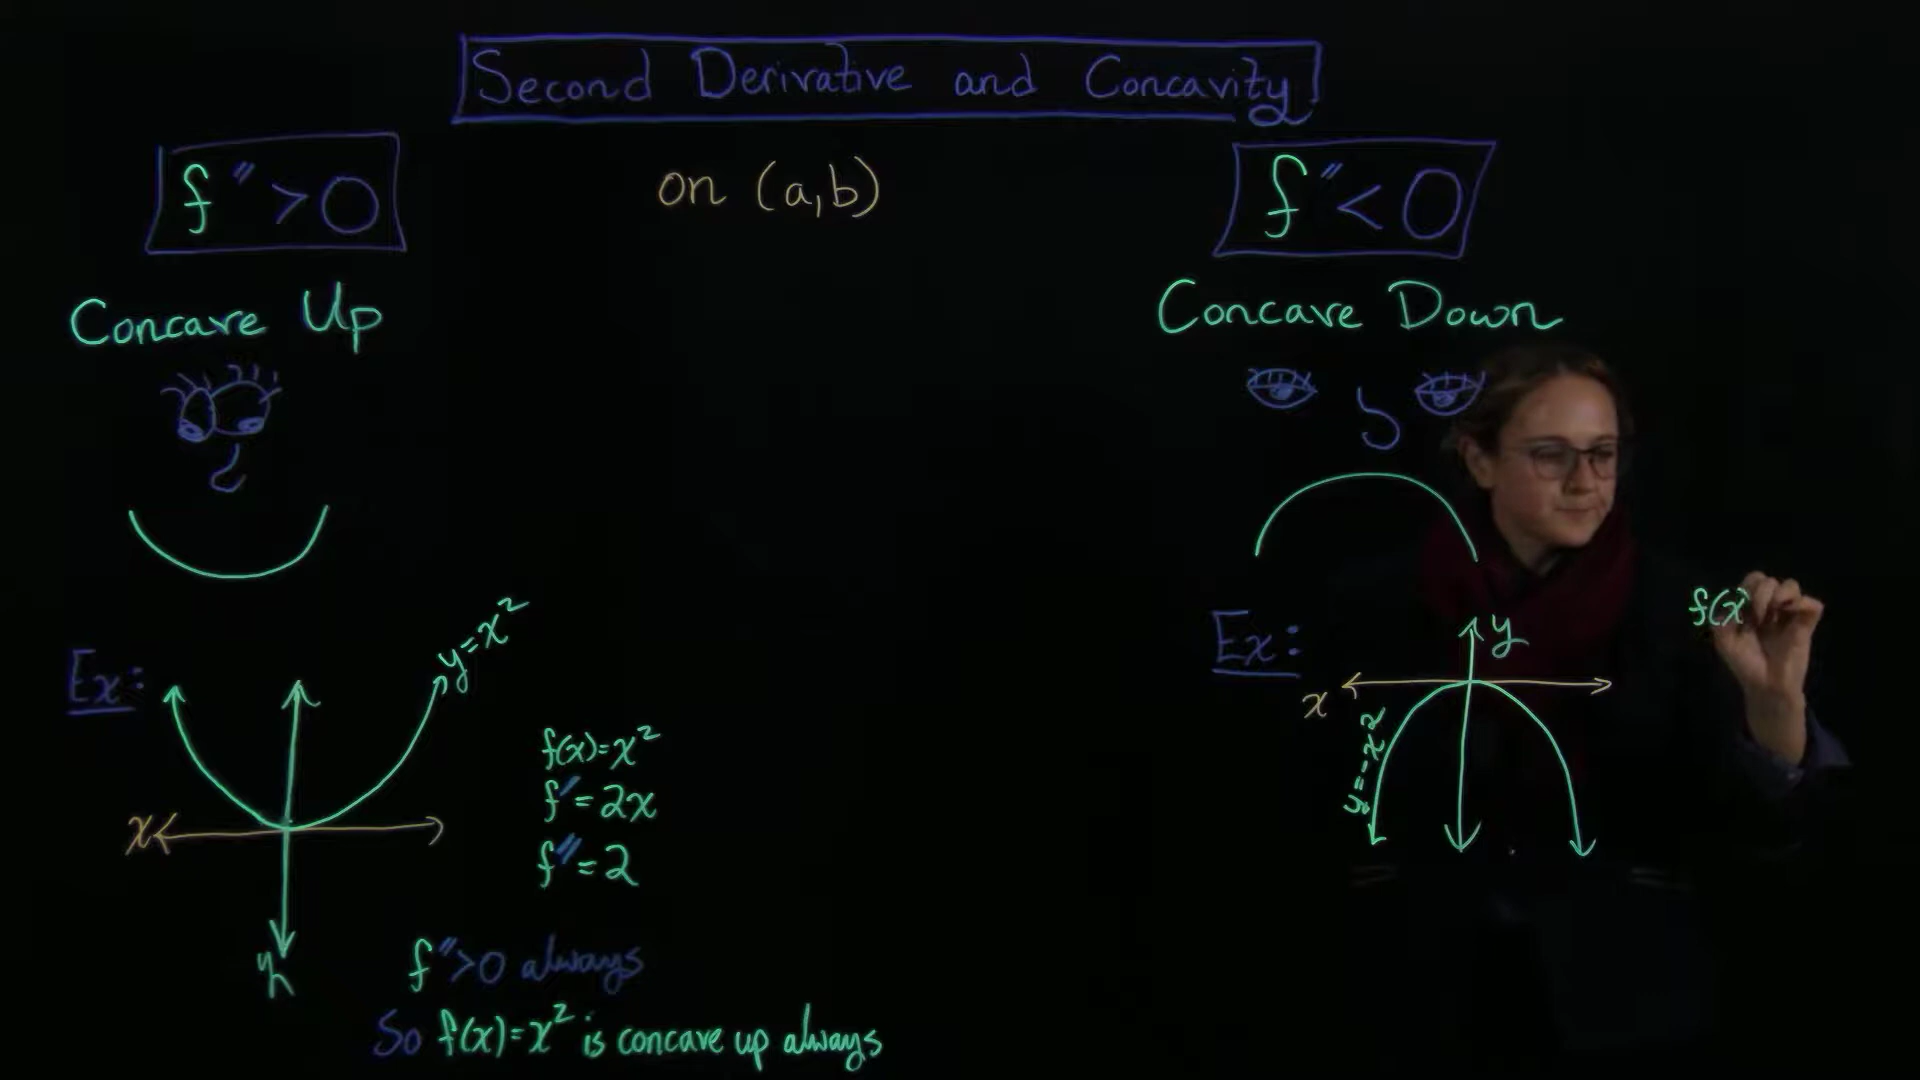 Second Derivative and Concavity
f″ > 0
on (a,b)
f″ < 0
Concave Up
Concave Down
Ex:
y=x²
x
f(x)=x²
f′=2x
f″=2
f″>0 always
So f(x)=x² is concave up always
Ex:
y
x
y=-x²
f(x)